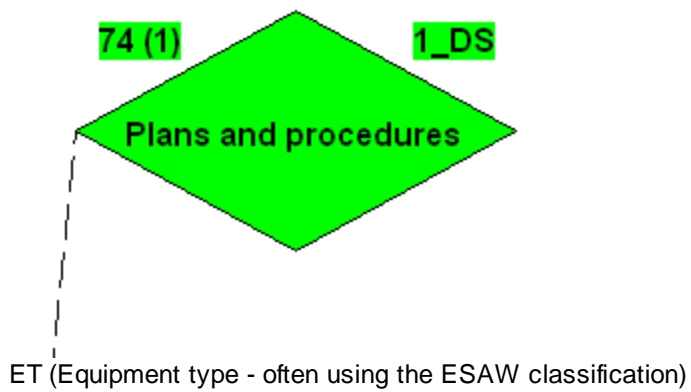 74 (1) 1_DS
Plans and procedures
ET (Equipment type - often using the ESAW classification)